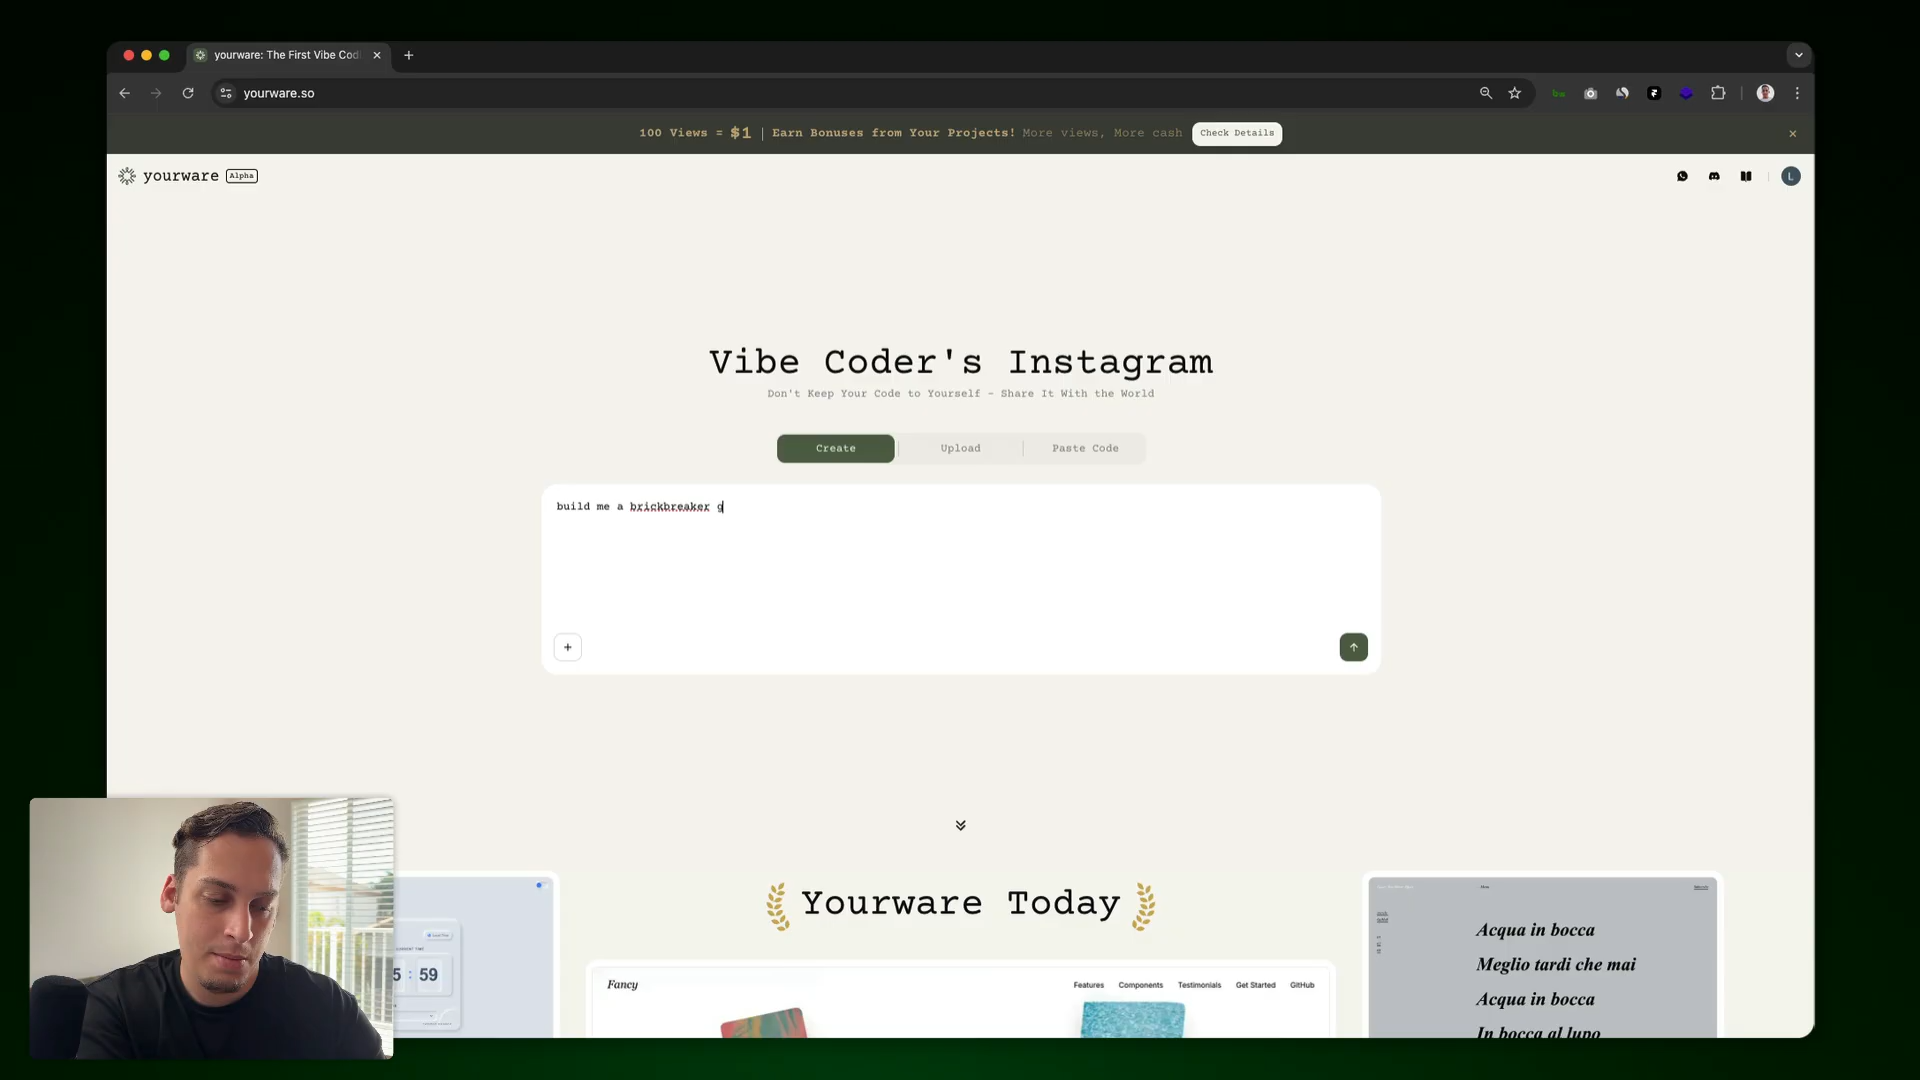 yourware: The First Vibe Cod
yourware.so
100 Views = $1 | Earn Bonuses from Your Projects! More views, More cash Check Details
yourware Alpha
L
Vibe Coder's Instagram
Don't Keep Your Code to Yourself – Share It With the World
Create Upload Paste Code
build me a brickbreaker g
Yourware Today
5 : 59
Fancy Features Components Testimonials Get Started GitHub
Acqua in bocca
Meglio tardi che mai
Acqua in bocca
In bocca al lupo